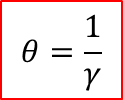 θ = 1/γ